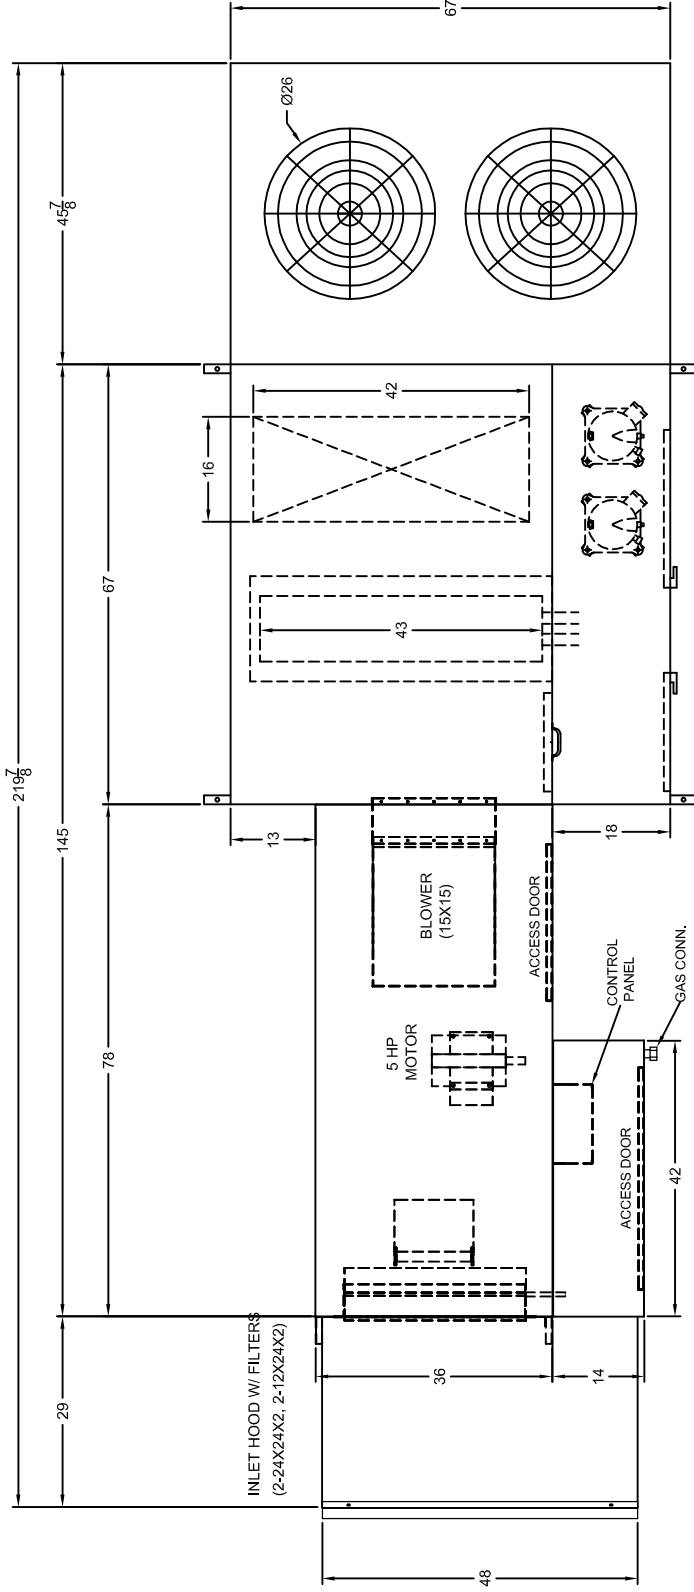 219 7/8
29
145
45 7/8
78
67
67
INLET HOOD W/ FILTERS
(2-24X24X2, 2-12X24X2)
13
16
42
43
Ø26
48
36
14
18
5 HP
MOTOR
BLOWER
(15X15)
ACCESS DOOR
ACCESS DOOR
CONTROL
PANEL
GAS CONN.
42